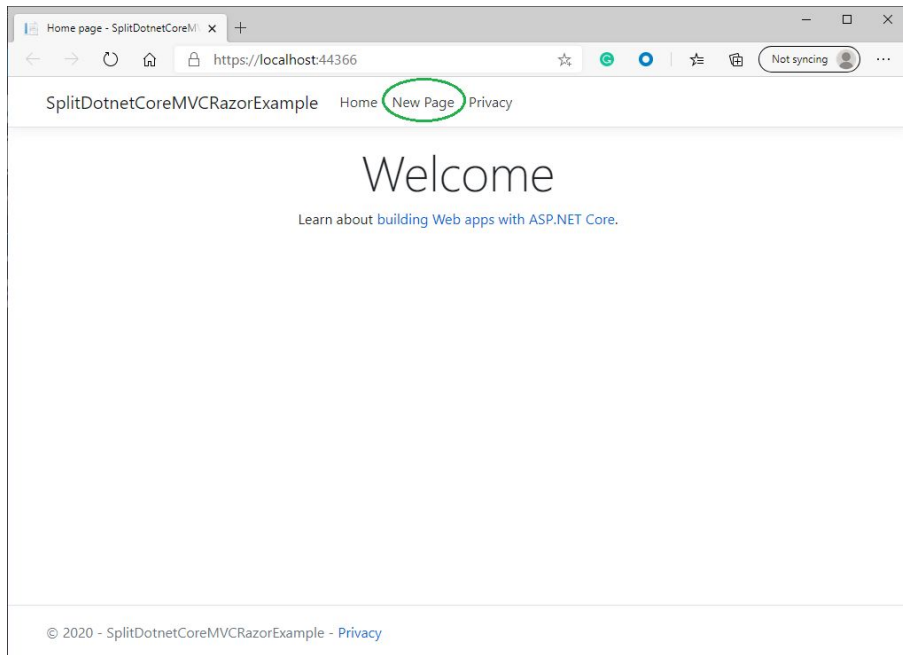 Home page - SplitDotnetCoreM
https://localhost:44366
Not syncing
SplitDotnetCoreMVCRazorExample Home New Page Privacy
Welcome
Learn about building Web apps with ASP.NET Core.
© 2020 - SplitDotnetCoreMVCRazorExample - Privacy